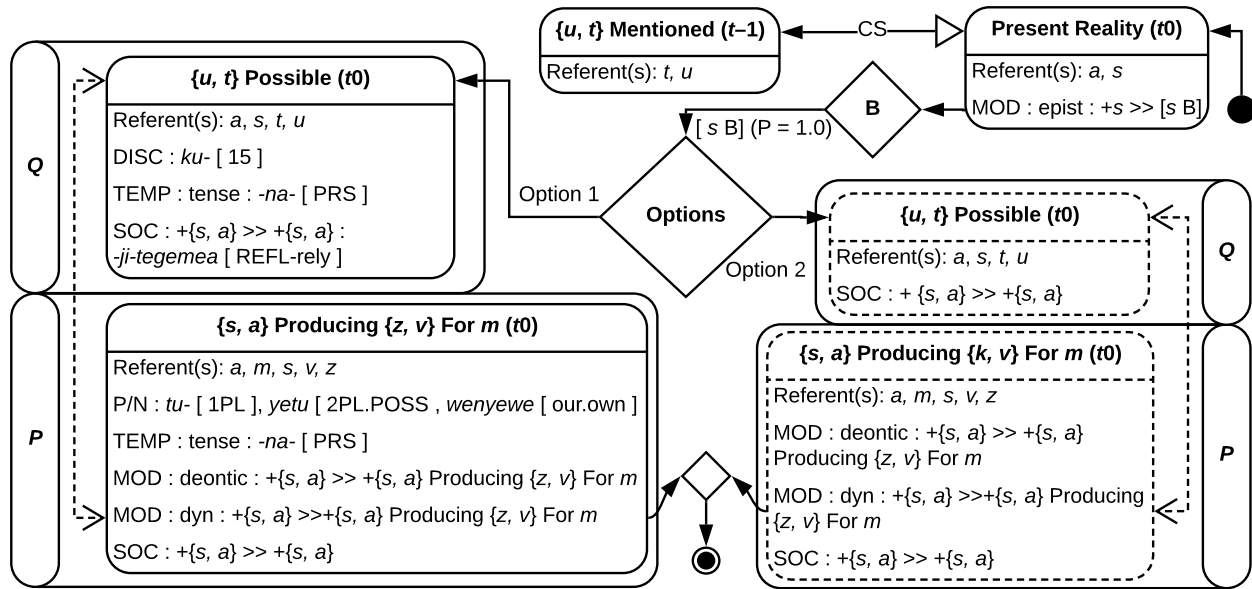 {u, t} Mentioned (t–1)
Referent(s): t, u
CS
Present Reality (t0)
Referent(s): a, s
MOD : epist : +s >> [s B]
B
[ s B] (P = 1.0)
Options
Option 1
Option 2
Q
{u, t} Possible (t0)
Referent(s): a, s, t, u
DISC : ku- [ 15 ]
TEMP : tense : -na- [ PRS ]
SOC : +{s, a} >> +{s, a} :
-ji-tegemea [ REFL-rely ]
P
{s, a} Producing {z, v} For m (t0)
Referent(s): a, m, s, v, z
P/N : tu- [ 1PL ], yetu [ 2PL.POSS , wenyewe [ our.own ]
TEMP : tense : -na- [ PRS ]
MOD : deontic : +{s, a} >> +{s, a} Producing {z, v} For m
MOD : dyn : +{s, a} >>+{s, a} Producing {z, v} For m
SOC : +{s, a} >> +{s, a}
{u, t} Possible (t0)
Referent(s): a, s, t, u
SOC : + {s, a} >> +{s, a}
Q
{s, a} Producing {k, v} For m (t0)
Referent(s): a, m, s, v, z
MOD : deontic : +{s, a} >> +{s, a}
Producing {z, v} For m
MOD : dyn : +{s, a} >>+{s, a} Producing
{z, v} For m
SOC : +{s, a} >> +{s, a}
P